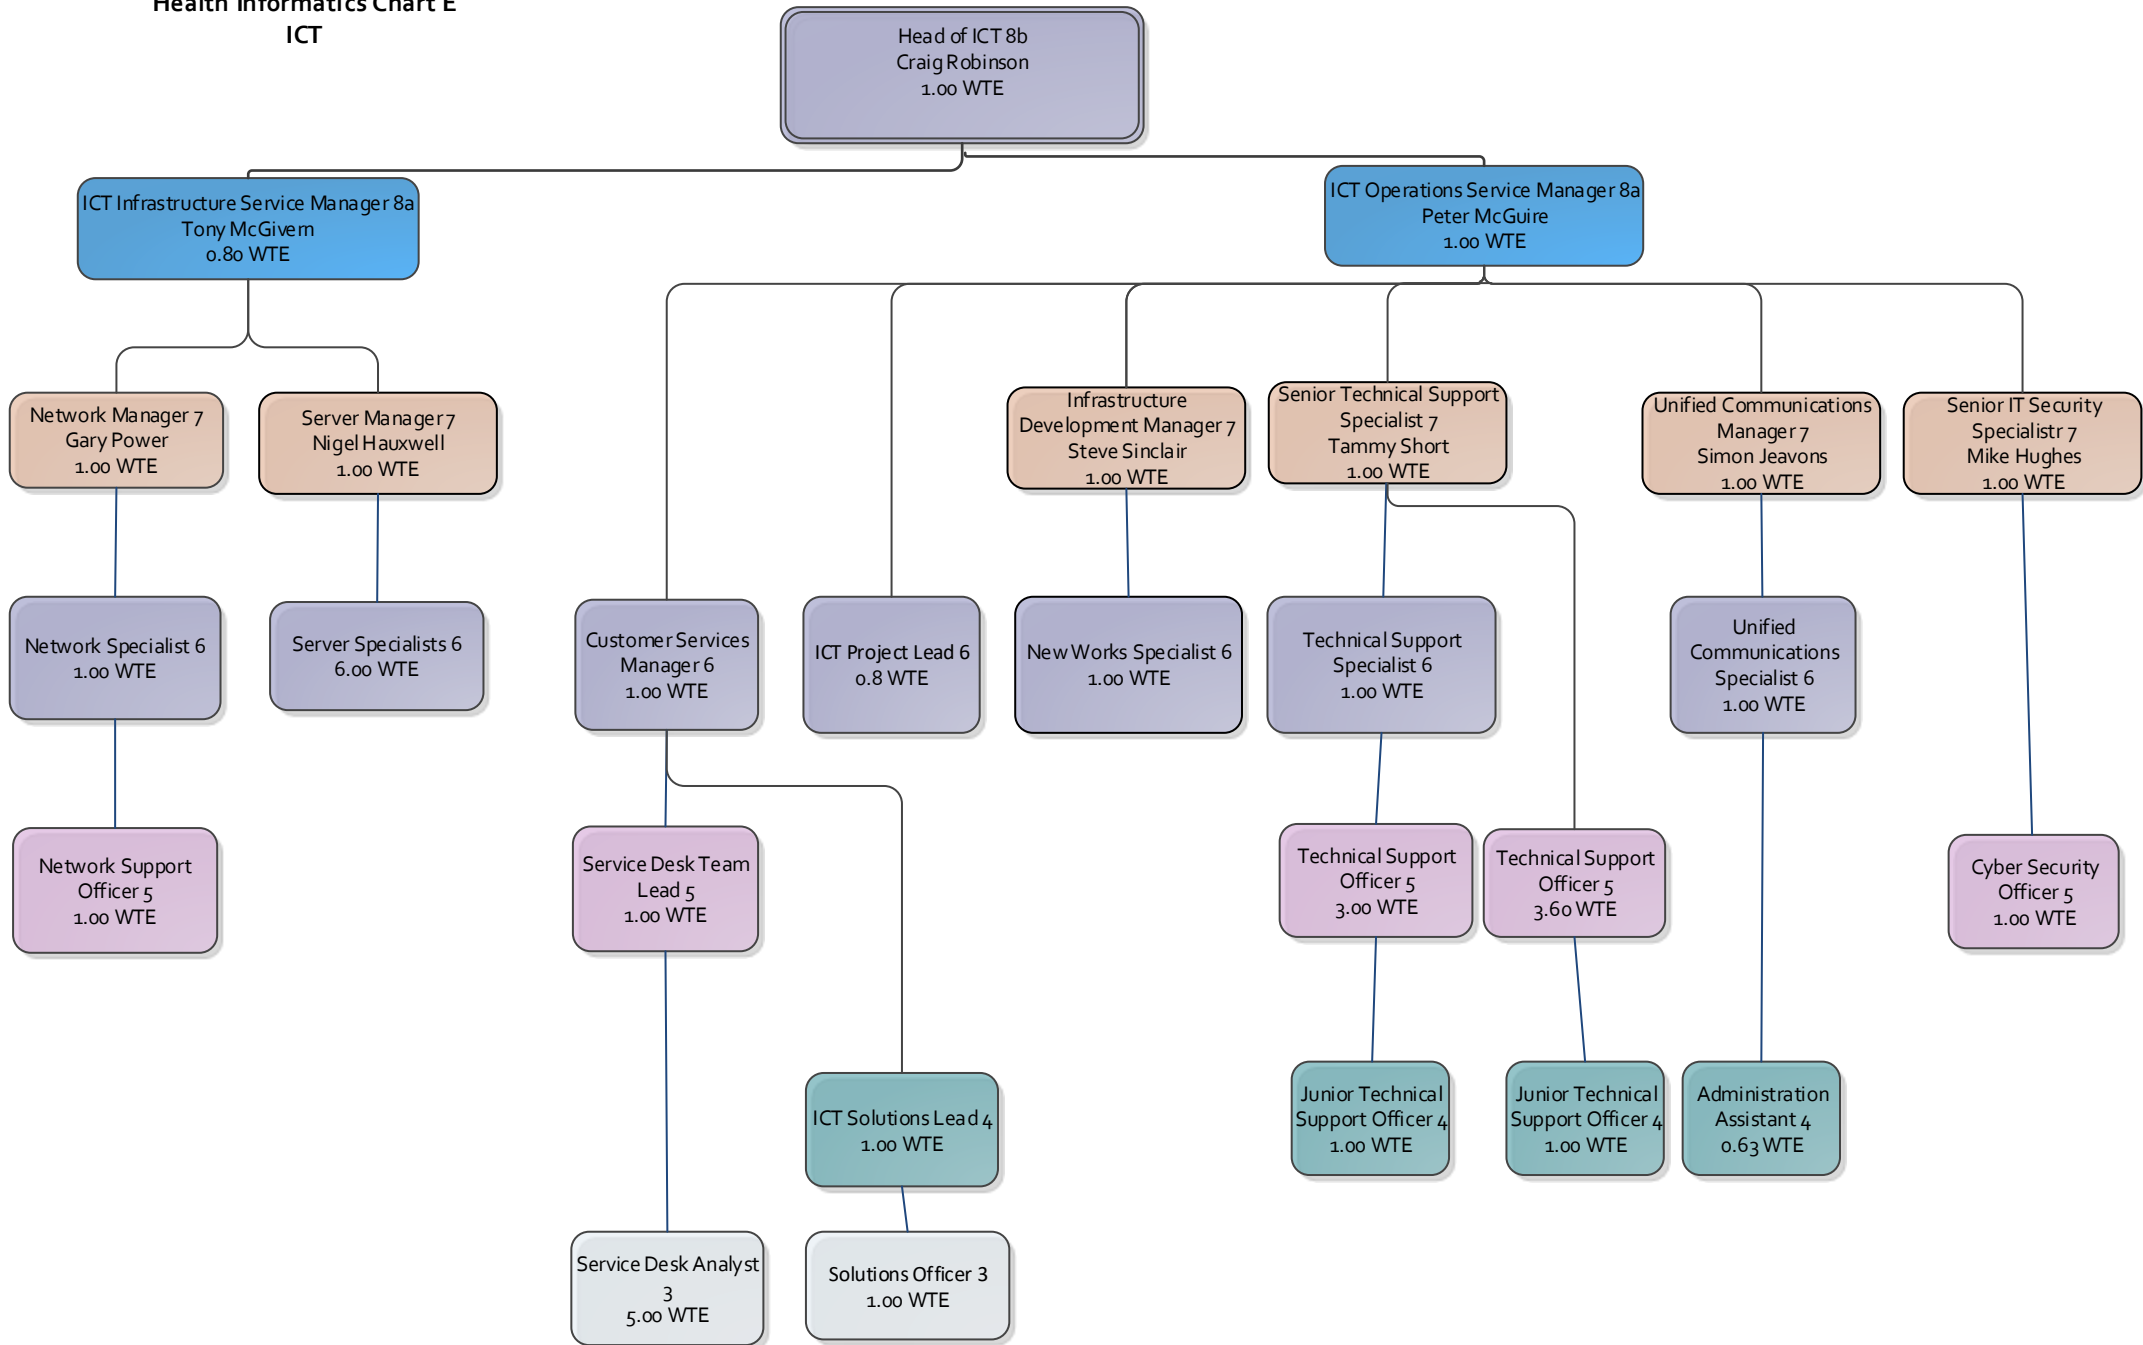 Health Informatics Chart E
ICT
Head of ICT 8b
Craig Robinson
1.00 WTE
ICT Infrastructure Service Manager 8a
Tony McGivern
0.80 WTE
ICT Operations Service Manager 8a
Peter McGuire
1.00 WTE
Network Manager 7
Gary Power
1.00 WTE
Server Manager 7
Nigel Hauxwell
1.00 WTE
Infrastructure
Development Manager 7
Steve Sinclair
1.00 WTE
Senior Technical Support
Specialist 7
Tammy Short
1.00 WTE
Unified Communications
Manager 7
Simon Jeavons
1.00 WTE
Senior IT Security
Specialistr 7
Mike Hughes
1.00 WTE
Network Specialist 6
1.00 WTE
Server Specialists 6
6.00 WTE
Customer Services
Manager 6
1.00 WTE
ICT Project Lead 6
0.8 WTE
New Works Specialist 6
1.00 WTE
Technical Support
Specialist 6
1.00 WTE
Unified
Communications
Specialist 6
1.00 WTE
Network Support
Officer 5
1.00 WTE
Service Desk Team
Lead 5
1.00 WTE
Technical Support
Officer 5
3.00 WTE
Technical Support
Officer 5
3.60 WTE
Cyber Security
Officer 5
1.00 WTE
ICT Solutions Lead 4
1.00 WTE
Junior Technical
Support Officer 4
1.00 WTE
Junior Technical
Support Officer 4
1.00 WTE
Administration
Assistant 4
0.63 WTE
Service Desk Analyst
3
5.00 WTE
Solutions Officer 3
1.00 WTE